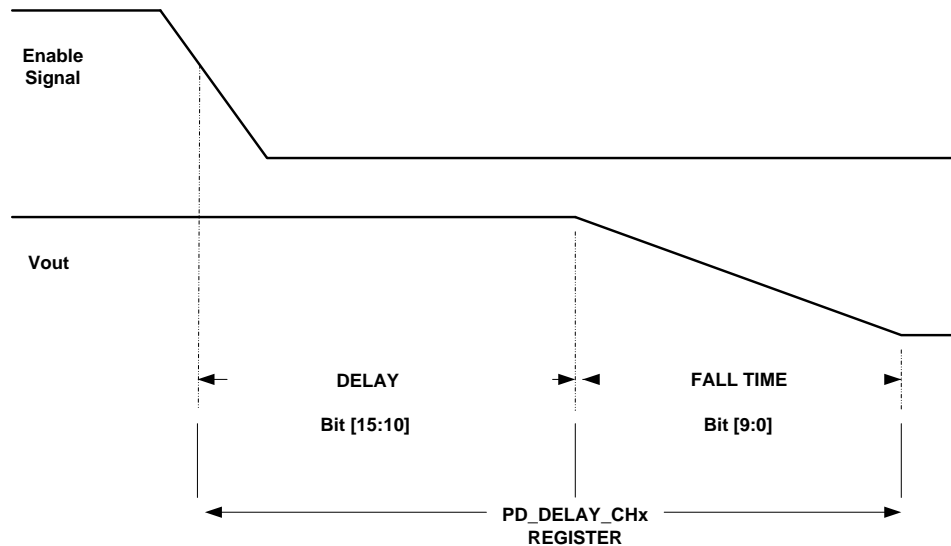 Enable
Signal
Vout
DELAY
FALL TIME
Bit [15:10]
Bit [9:0]
PD_DELAY_CHx
REGISTER